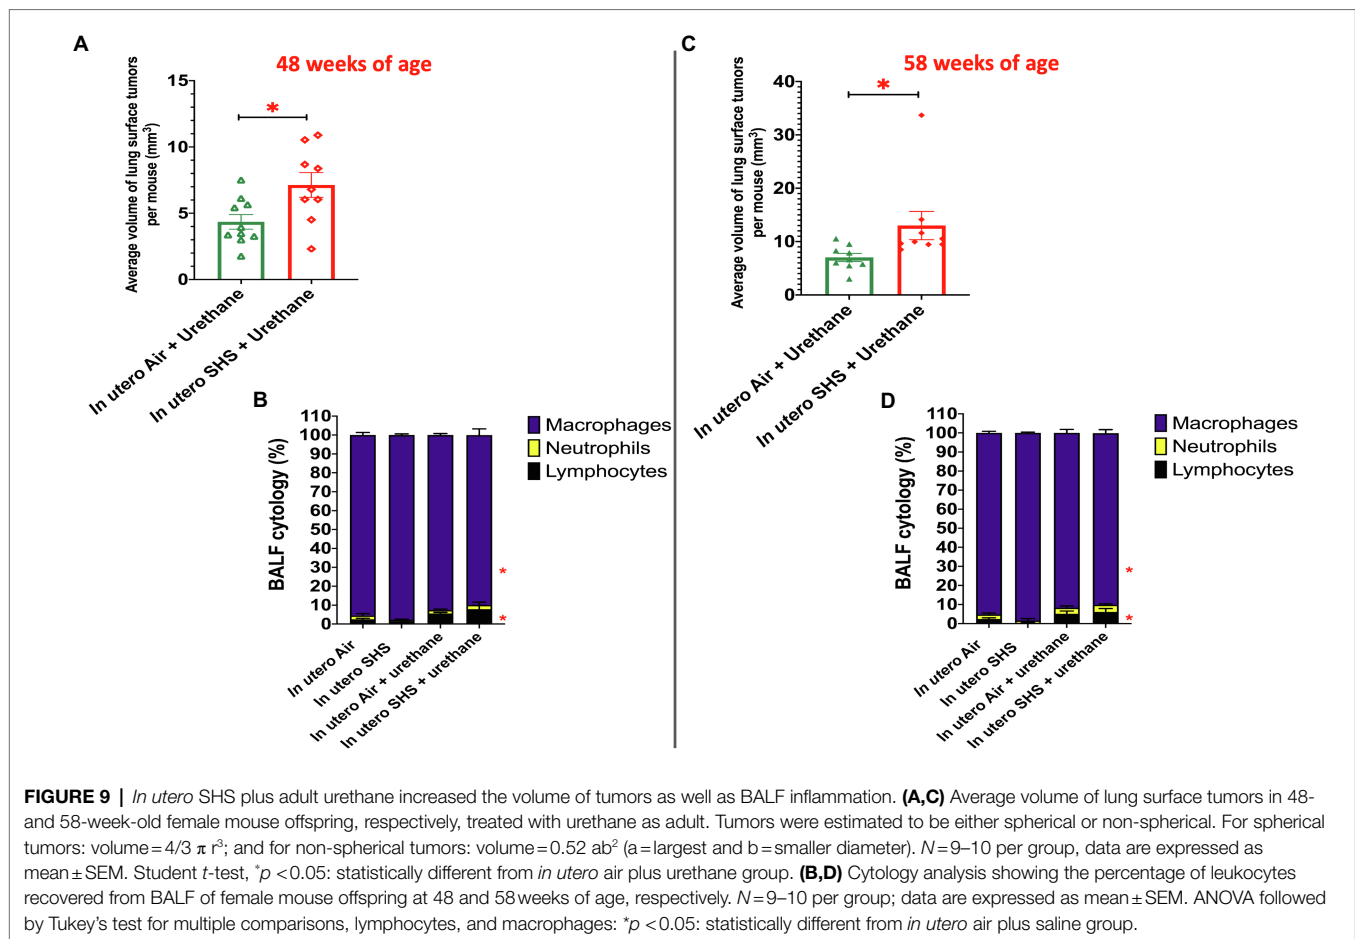 A
48 weeks of age
Average volume of lung surface tumors
per mouse (mm³)
15
10
5
0
*
In utero Air + Urethane
In utero SHS + Urethane
B
BALF cytology (%)
110
100
90
80
70
60
50
40
30
20
10
0
Macrophages
Neutrophils
Lymphocytes
*
*
In utero Air
In utero SHS
In utero Air + urethane
In utero SHS + urethane
C
58 weeks of age
Average volume of lung surface tumors
per mouse (mm³)
40
30
20
10
0
*
In utero Air + Urethane
In utero SHS + Urethane
D
BALF cytology (%)
110
100
90
80
70
60
50
40
30
20
10
0
Macrophages
Neutrophils
Lymphocytes
*
*
In utero Air
In utero SHS
In utero Air + urethane
In utero SHS + urethane
FIGURE 9 | In utero SHS plus adult urethane increased the volume of tumors as well as BALF inflammation. (A,C) Average volume of lung surface tumors in 48-
and 58-week-old female mouse offspring, respectively, treated with urethane as adult. Tumors were estimated to be either spherical or non-spherical. For spherical
tumors: volume=4/3 π r³; and for non-spherical tumors: volume=0.52 ab² (a=largest and b=smaller diameter). N=9–10 per group, data are expressed as
mean±SEM. Student t-test, *p <0.05: statistically different from in utero air plus urethane group. (B,D) Cytology analysis showing the percentage of leukocytes
recovered from BALF of female mouse offspring at 48 and 58 weeks of age, respectively. N=9–10 per group; data are expressed as mean±SEM. ANOVA followed
by Tukey's test for multiple comparisons, lymphocytes, and macrophages: *p <0.05: statistically different from in utero air plus saline group.